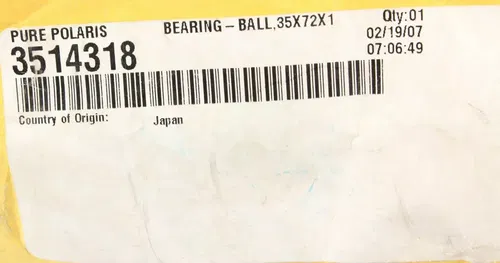 PURE POLARIS BEARING-BALL,35X72X1 Qty:01
3514318 02/19/07
07:06:49
Country of Origin: Japan